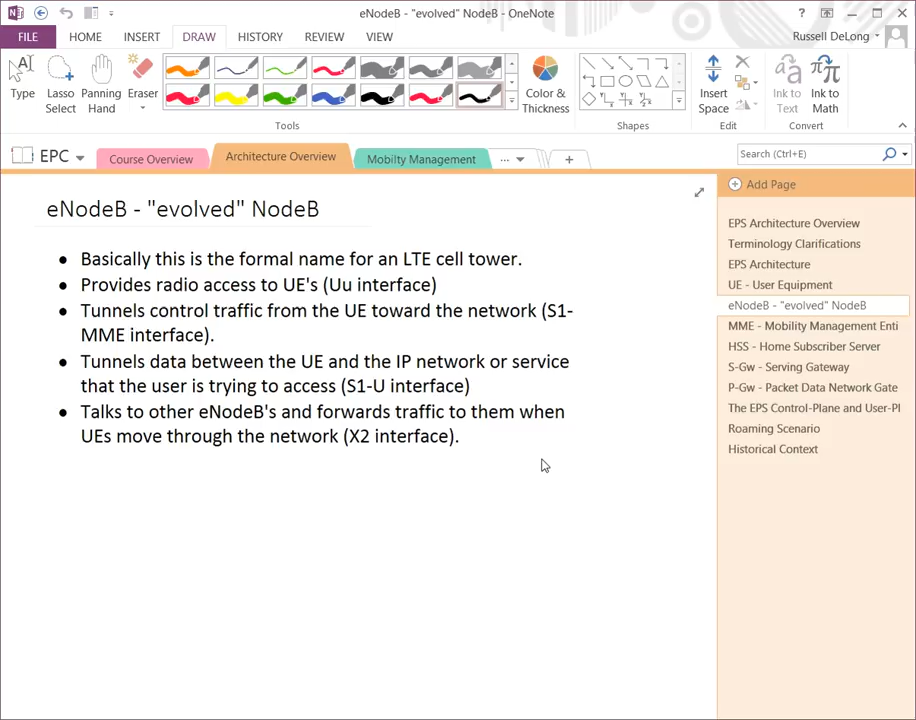 eNodeB - "evolved" NodeB - OneNote
?
Russell DeLong
FILE HOME INSERT DRAW HISTORY REVIEW VIEW
Type
Lasso Select
Panning Hand
Eraser
Color & Thickness
Insert Space
Ink to Text
Ink to Math
Tools
Shapes
Edit
Convert
EPC
Course Overview
Architecture Overview
Mobilty Management
...
+
Search (Ctrl+E)
eNodeB - "evolved" NodeB
• Basically this is the formal name for an LTE cell tower.
• Provides radio access to UE's (Uu interface)
• Tunnels control traffic from the UE toward the network (S1-
MME interface).
• Tunnels data between the UE and the IP network or service
that the user is trying to access (S1-U interface)
• Talks to other eNodeB's and forwards traffic to them when
UEs move through the network (X2 interface).
Add Page
EPS Architecture Overview
Terminology Clarifications
EPS Architecture
UE - User Equipment
eNodeB - "evolved" NodeB
MME - Mobility Management Enti
HSS - Home Subscriber Server
S-Gw - Serving Gateway
P-Gw - Packet Data Network Gate
The EPS Control-Plane and User-Pl
Roaming Scenario
Historical Context